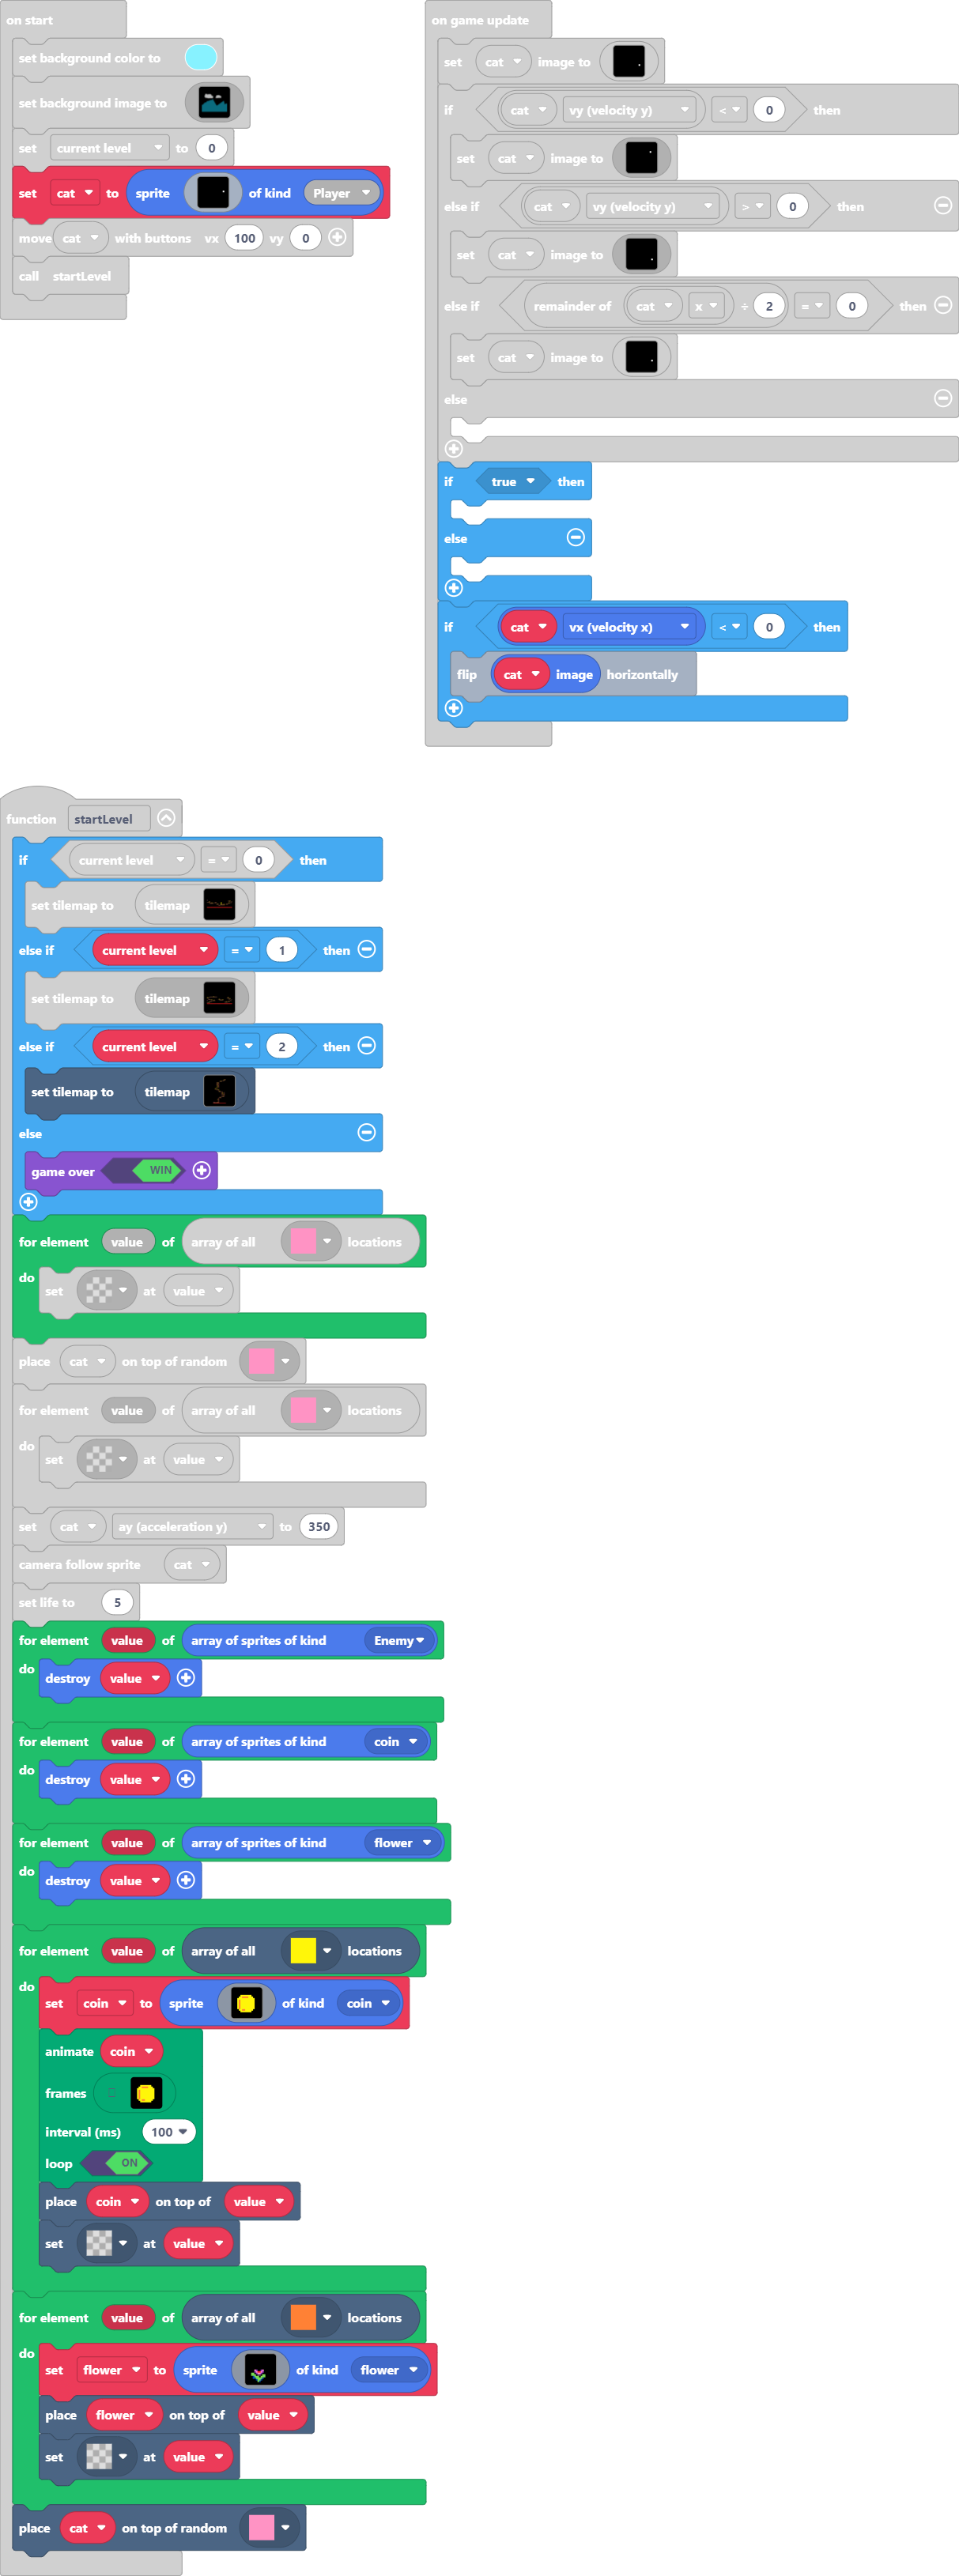 on start
set background color to
set background image to
set current level to 0
set cat to sprite of kind Player
move cat with buttons vx 100 vy 0
call startLevel
on game update
set cat image to
if cat vy (velocity y) < 0 then
set cat image to
else if cat vy (velocity y) > 0 then
set cat image to
else if remainder of cat x ÷ 2 = 0 then
set cat image to
else
if true then
else
if cat vx (velocity x) < 0 then
flip cat image horizontally
function startLevel
if current level = 0 then
set tilemap to tilemap
else if current level = 1 then
set tilemap to tilemap
else if current level = 2 then
set tilemap to tilemap
else
game over WIN
for element value of array of all locations
do
set at value
place cat on top of random
for element value of array of all locations
do
set at value
set cat ay (acceleration y) to 350
camera follow sprite cat
set life to 5
for element value of array of sprites of kind Enemy
do
destroy value
for element value of array of sprites of kind coin
do
destroy value
for element value of array of sprites of kind flower
do
destroy value
for element value of array of all locations
do
set coin to sprite of kind coin
animate coin
frames
interval (ms) 100
loop ON
place coin on top of value
set at value
for element value of array of all locations
do
set flower to sprite of kind flower
place flower on top of value
set at value
place cat on top of random